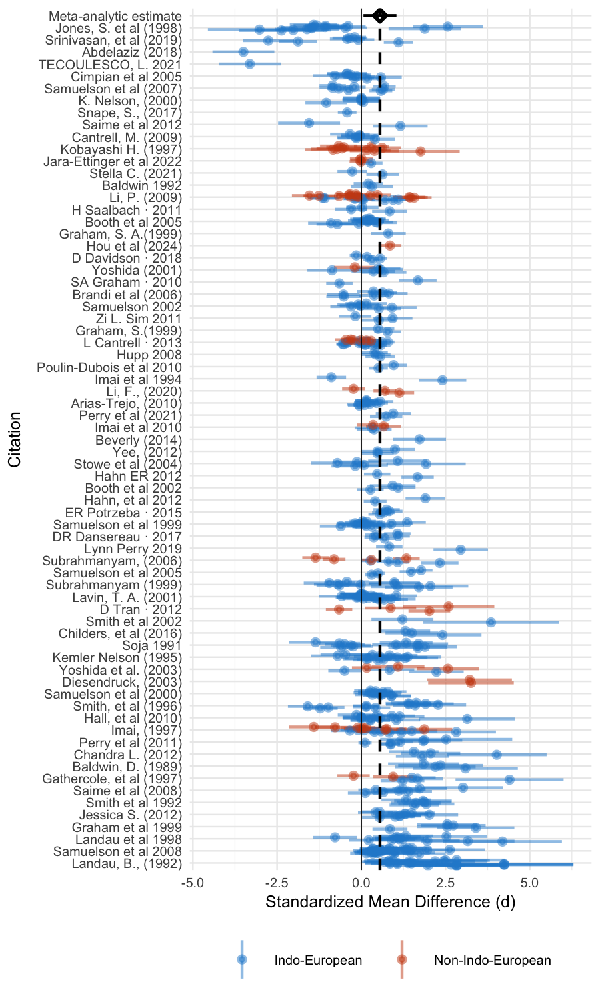 Meta-analytic estimate
Jones, S. et al (1998)
Srinivasan, et al (2019)
Abdelaziz (2018)
TECOULESCO, L. 2021
Cimpian et al 2005
Samuelson et al (2007)
K. Nelson, (2000)
Snape, S., (2017)
Saime et al 2012
Cantrell, M. (2009)
Kobayashi H. (1997)
Jara-Ettinger et al 2022
Stella C. (2021)
Baldwin 1992
Li, P. (2009)
H Saalbach · 2011
Booth et al 2005
Graham, S. A.(1999)
Hou et al (2024)
D Davidson · 2018
Yoshida (2001)
SA Graham · 2010
Brandi et al (2006)
Samuelson 2002
Zi L. Sim 2011
Graham, S.(1999)
L Cantrell · 2013
Hupp 2008
Poulin-Dubois et al 2010
Imai et al 1994
Li, F., (2020)
Arias-Trejo, (2010)
Perry et al (2021)
Imai et al 2010
Beverly (2014)
Yee, (2012)
Stowe et al (2004)
Hahn ER 2012
Booth et al 2002
Hahn, et al 2012
ER Potrzeba · 2015
Samuelson et al 1999
DR Dansereau · 2017
Lynn Perry 2019
Subrahmanyam, (2006)
Samuelson et al 2005
Subrahmanyam (1999)
Lavin, T. A. (2001)
D Tran · 2012
Smith et al 2002
Childers, et al (2016)
Soja 1991
Kemler Nelson (1995)
Yoshida et al. (2003)
Diesendruck, (2003)
Samuelson et al (2000)
Smith, et al (1996)
Hall, et al (2010)
Imai, (1997)
Perry et al (2011)
Chandra L. (2012)
Baldwin, D. (1989)
Gathercole, et al (1997)
Saime et al (2008)
Smith et al 1992
Jessica S. (2012)
Graham et al 1999
Landau et al 1998
Samuelson et al 2008
Landau, B., (1992)
Citation
-5.0 -2.5 0.0 2.5 5.0
Standardized Mean Difference (d)
Indo-European Non-Indo-European